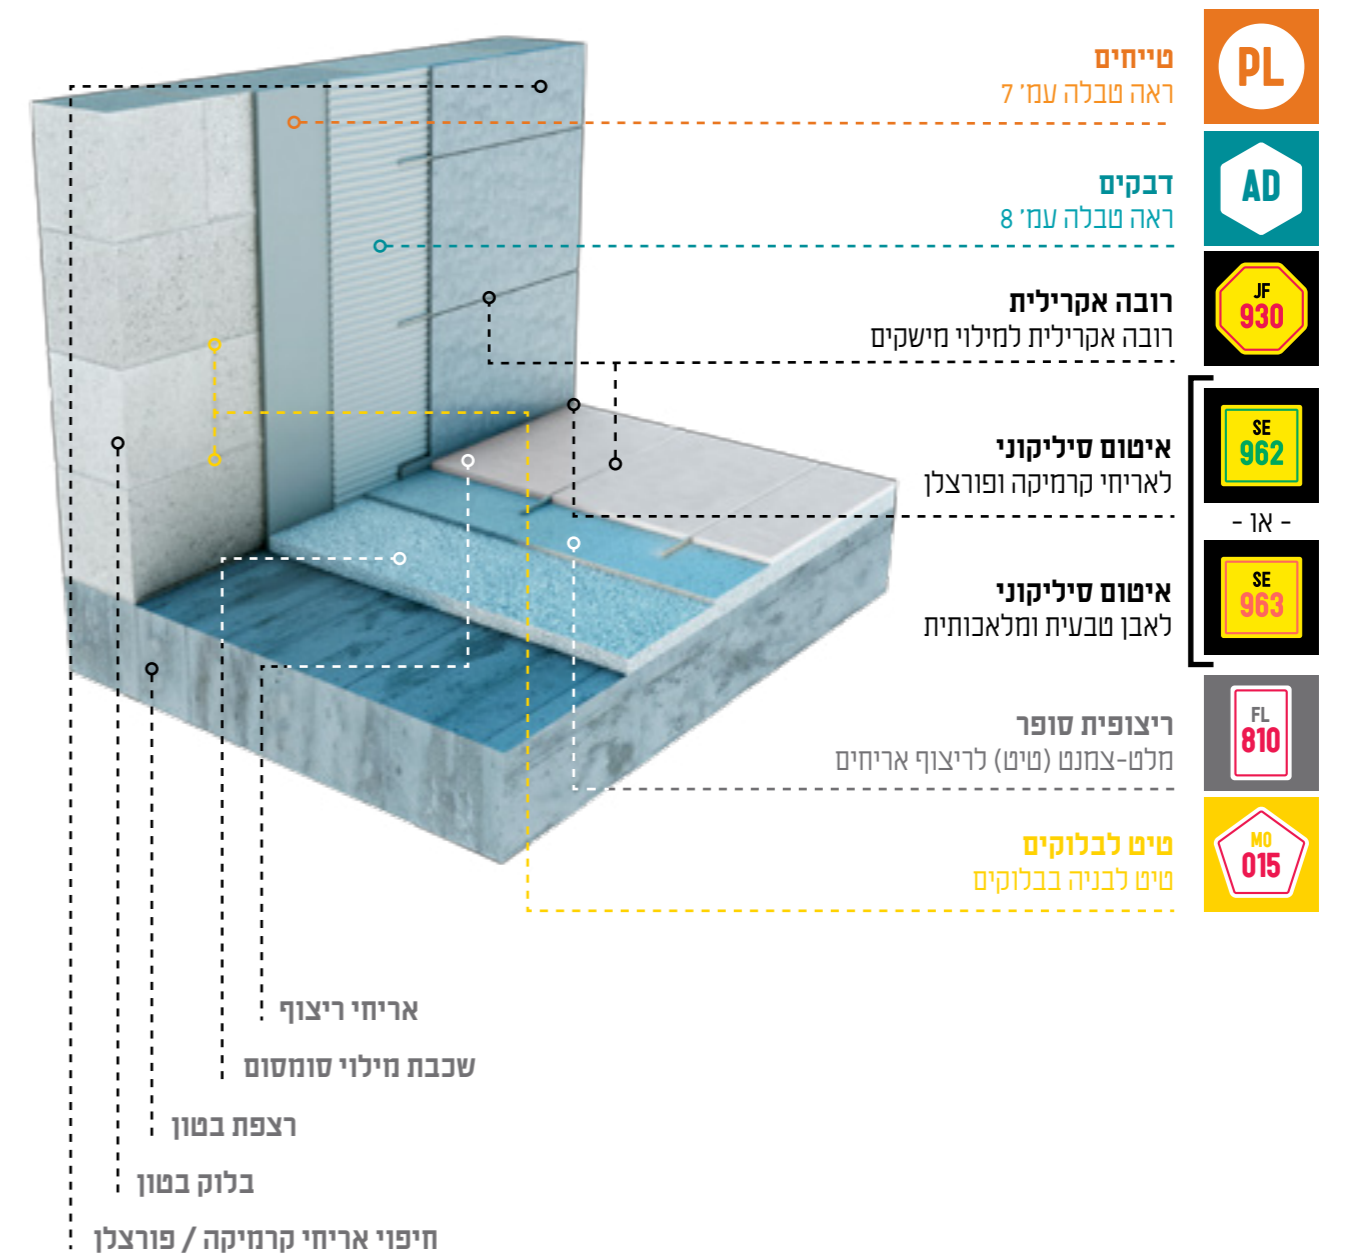 PL
טייחים
ראה טבלה עמ' 7
AD
דבקים
ראה טבלה עמ' 8
JF
930
רובה אקרילית
רובה אקרילית למילוי מישקים
SE
962
איטום סיליקוני
לאריחי קרמיקה ופורצלן
- או -
SE
963
איטום סיליקוני
לאבן טבעית ומלאכותית
FL
810
ריצופית סופר
מלט-צמנט (טיט) לריצוף אריחים
MO
015
טיט לבלוקים
טיט לבניה בבלוקים
אריחי ריצוף
שכבת מילוי סומסום
רצפת בטון
בלוק בטון
חיפוי אריחי קרמיקה / פורצלן